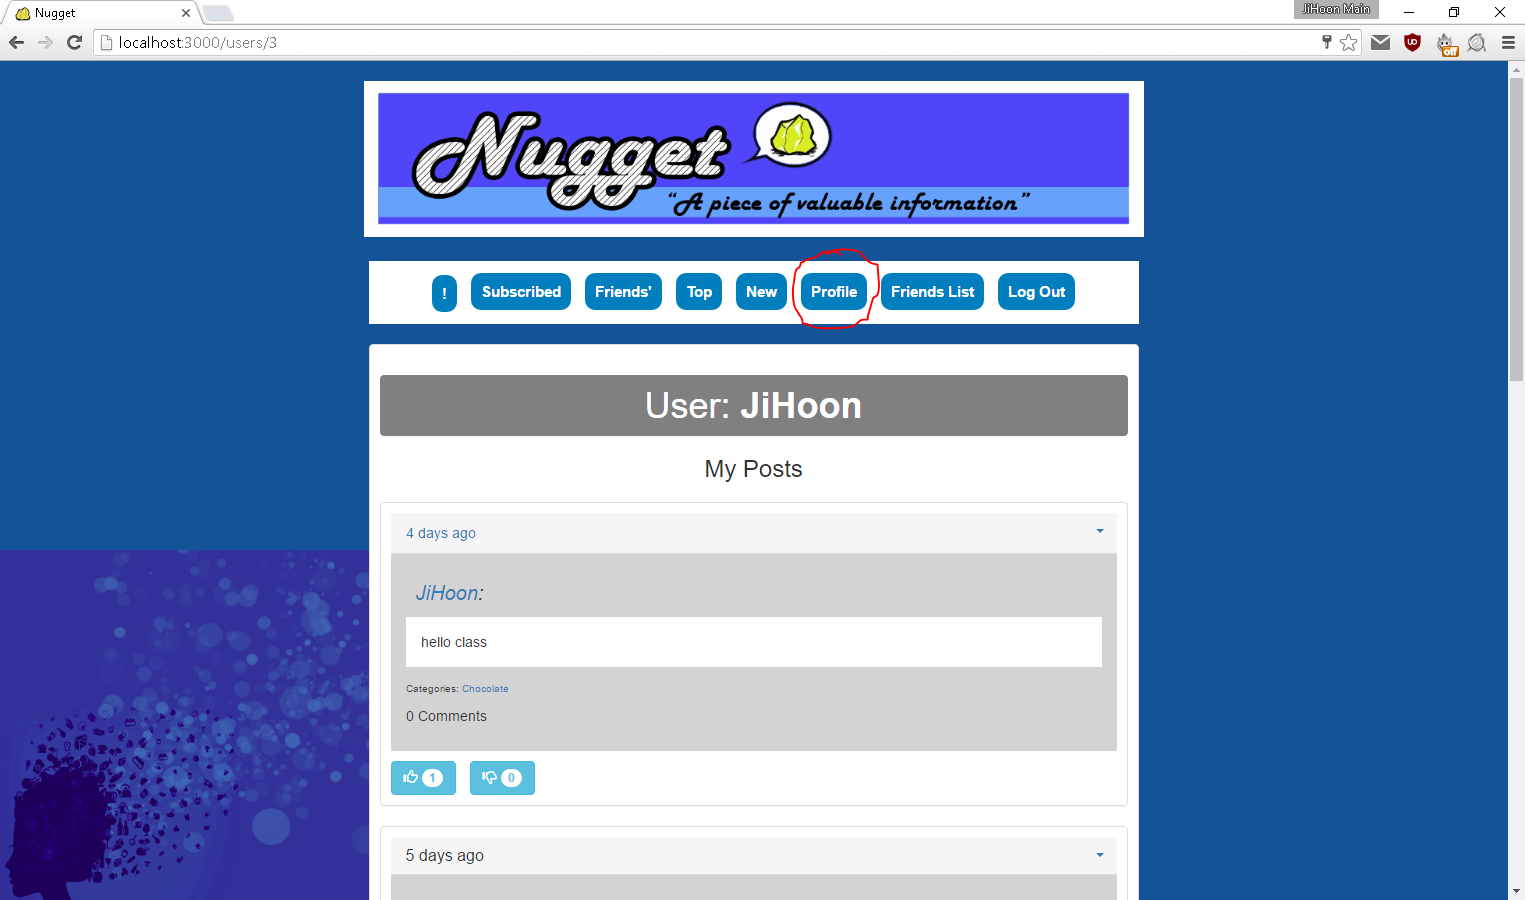 Nugget
JiHoon Main
localhost:3000/users/3
off
Nugget
“A piece of valuable information”
! Subscribed Friends' Top New Profile Friends List Log Out
User: JiHoon
My Posts
4 days ago
JiHoon:
hello class
Categories: Chocolate
0 Comments
1 0
5 days ago